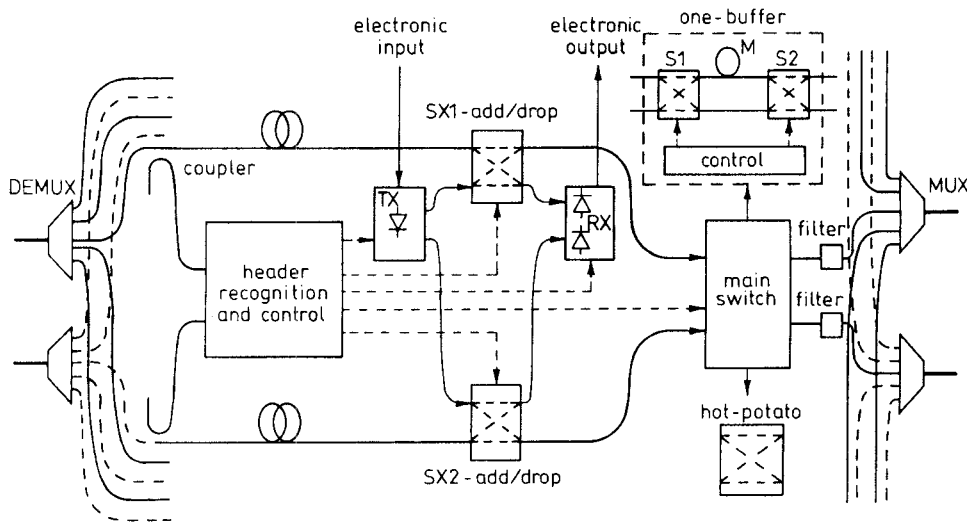 one-buffer
electronic
input
electronic
output
M
S1
S2
SX1-add/drop
control
coupler
DEMUX
TX
RX
MUX
filter
header
recognition
and control
main
switch
filter
hot-potato
SX2-add/drop